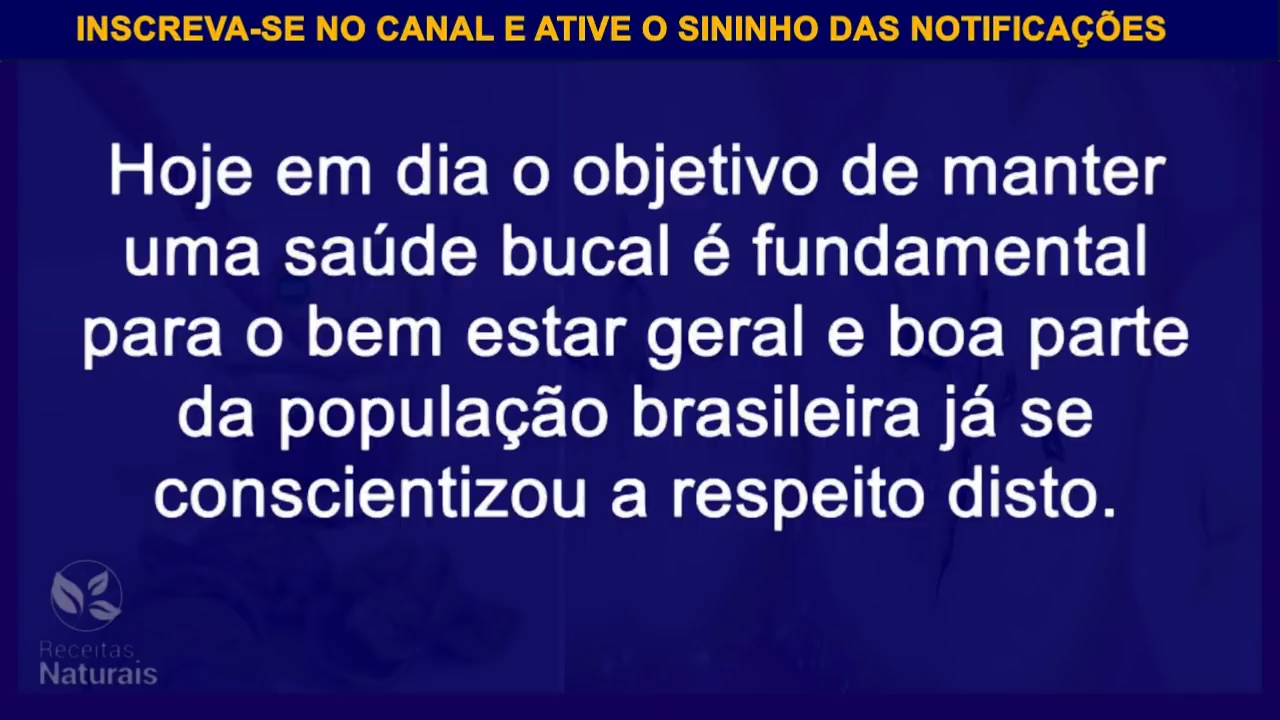 INSCREVA-SE NO CANAL E ATIVE O SININHO DAS NOTIFICAÇÕES
Hoje em dia o objetivo de manter
uma saúde bucal é fundamental
para o bem estar geral e boa parte
da população brasileira já se
conscientizou a respeito disto.
Receitas
Naturais